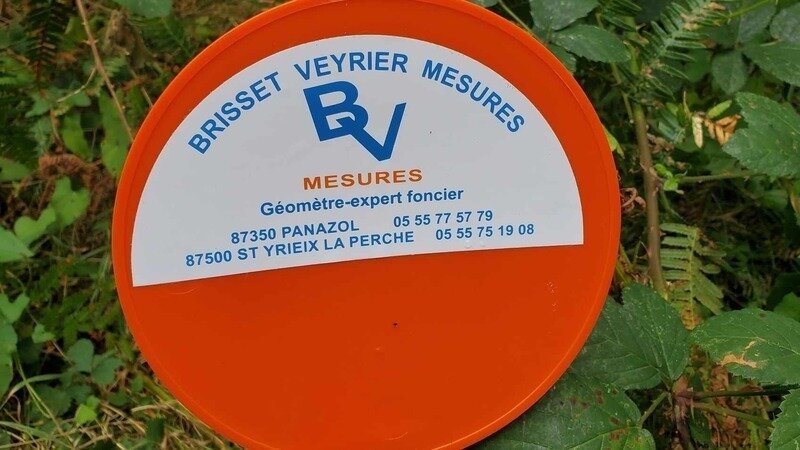 BRISSET VEYRIER MESURES
BV
MESURES
Géomètre-expert foncier
87350 PANAZOL 05 55 77 57 79
87500 ST YRIEIX LA PERCHE 05 55 75 19 08